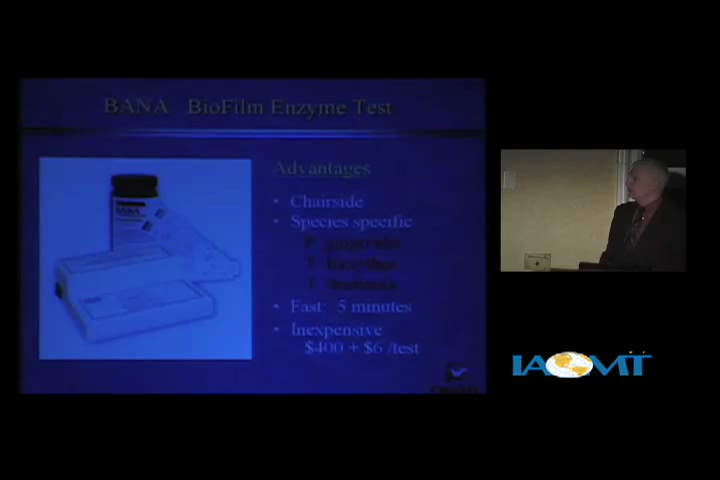 BANA BioFilm Enzyme Test
Advantages
• Chairside
• Species specific
P. gingivalis
T. forsythus
T. denticola
• Fast: 5 minutes
• Inexpensive
$400 + $6 /test
BANA
IAOMT